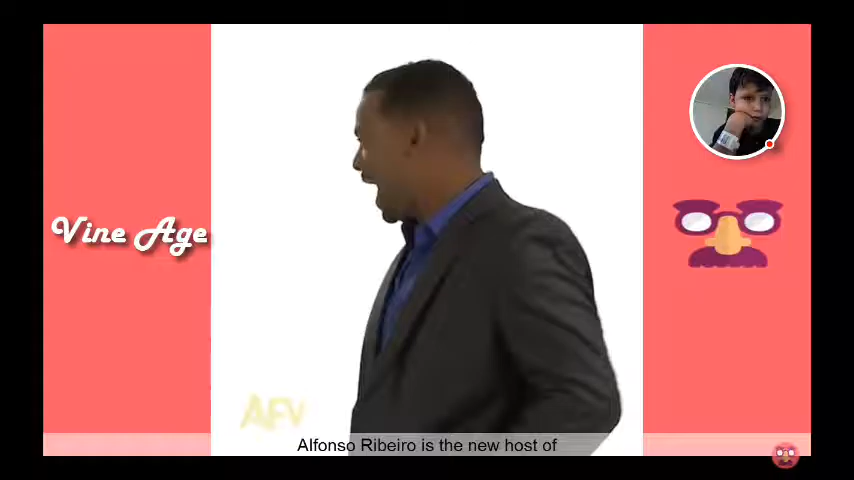 Vine Age
AFV
Alfonso Ribeiro is the new host of